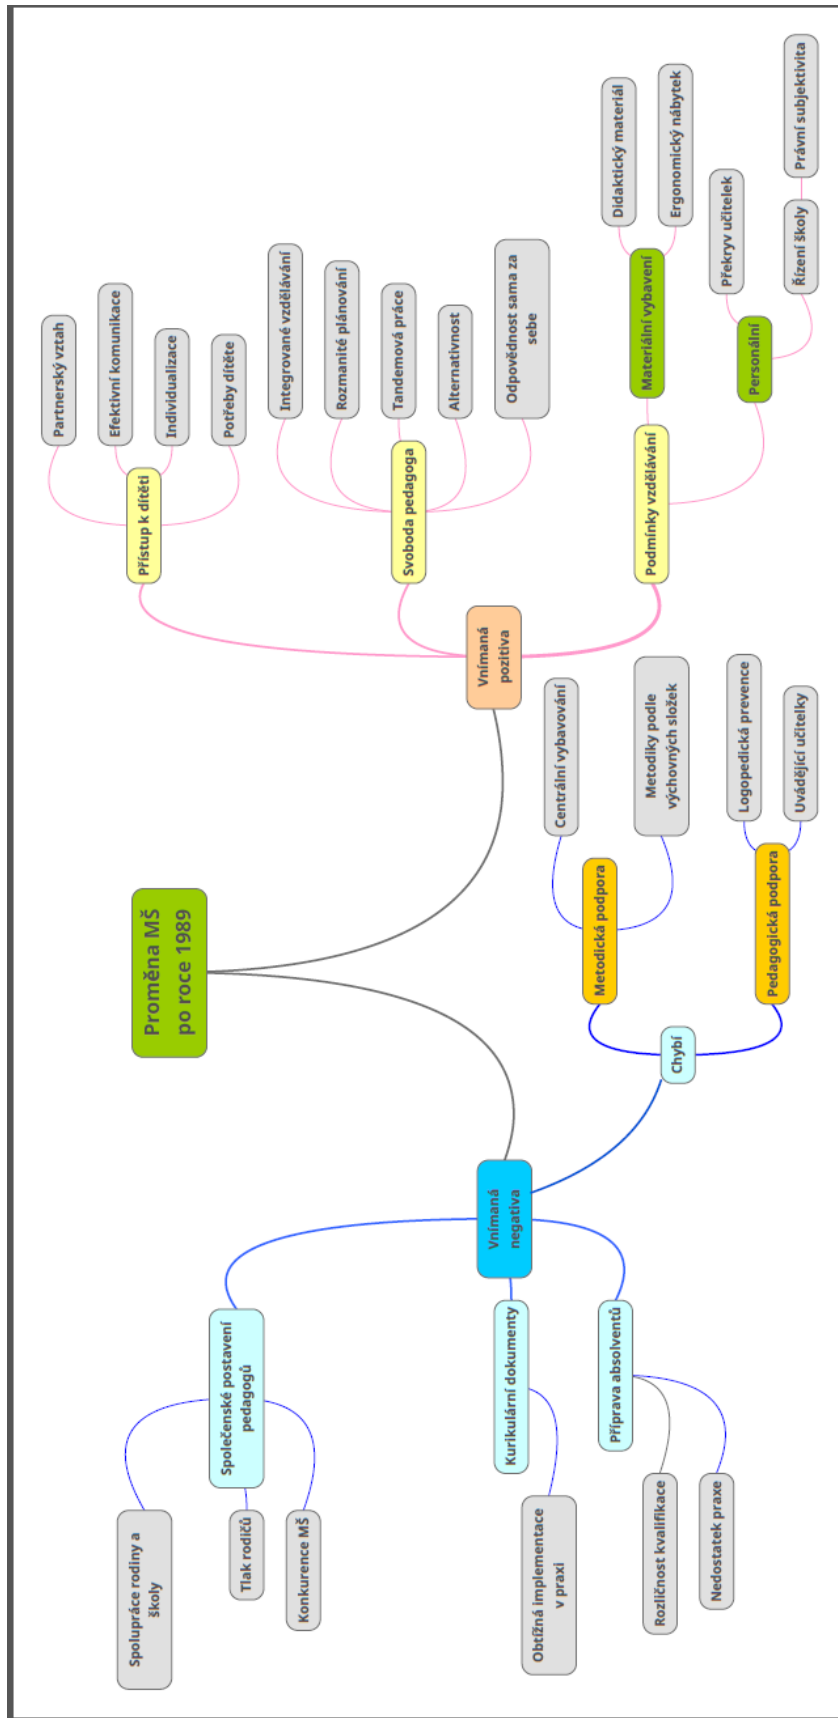 Proměna MŠ
po roce 1989
Vnímaná
negativa
Společenské postavení
pedagogů
Spolupráce rodiny a
školy
Tlak rodičů
Konkurence MŠ
Kurikulární dokumenty
Obtížná implementace
v praxi
Příprava absolventů
Rozličnost kvalifikace
Nedostatek praxe
Chybí
Metodická podpora
Centrální vybavování
Metodiky podle
výchovných složek
Pedagogická podpora
Logopedická prevence
Uvádějící učitelky
Vnímaná
pozitiva
Přístup k dítěti
Partnerský vztah
Efektivní komunikace
Individualizace
Potřeby dítěte
Svoboda pedagoga
Integrované vzdělávání
Rozmanité plánování
Tandemová práce
Alternativnost
Odpovědnost sama za
sebe
Podmínky vzdělávání
Materiální vybavení
Didaktický materiál
Ergonomický nábytek
Personální
Překryv učitelek
Řízení školy
Právní subjektivita